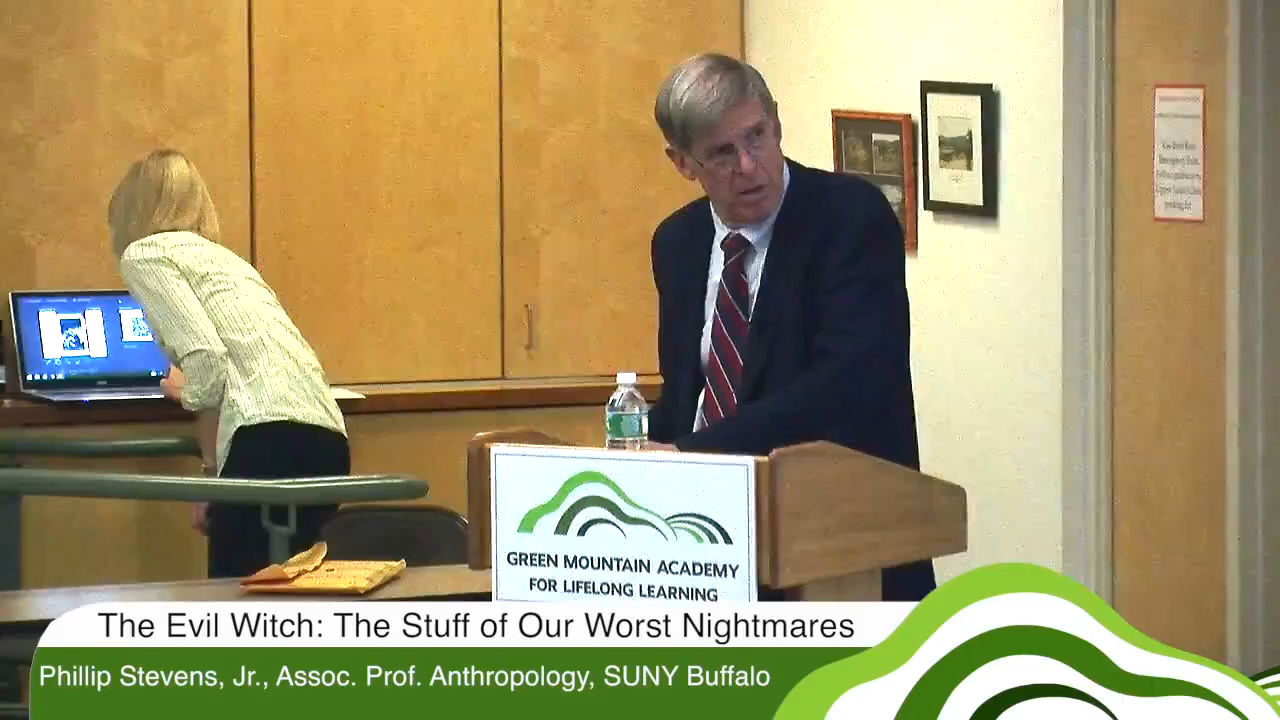 GREEN MOUNTAIN ACADEMY
FOR LIFELONG LEARNING
The Evil Witch: The Stuff of Our Worst Nightmares
Phillip Stevens, Jr., Assoc. Prof. Anthropology, SUNY Buffalo